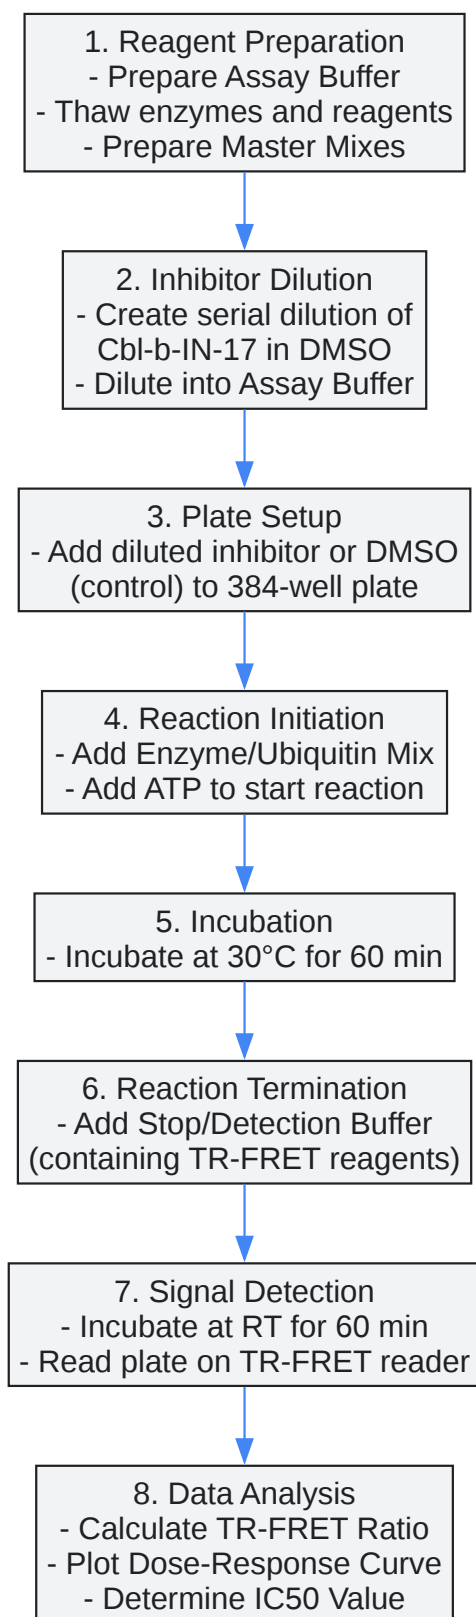 1. Reagent Preparation
- Prepare Assay Buffer
- Thaw enzymes and reagents
- Prepare Master Mixes
2. Inhibitor Dilution
- Create serial dilution of
Cbl-b-IN-17 in DMSO
- Dilute into Assay Buffer
3. Plate Setup
- Add diluted inhibitor or DMSO
(control) to 384-well plate
4. Reaction Initiation
- Add Enzyme/Ubiquitin Mix
- Add ATP to start reaction
5. Incubation
- Incubate at 30°C for 60 min
6. Reaction Termination
- Add Stop/Detection Buffer
(containing TR-FRET reagents)
7. Signal Detection
- Incubate at RT for 60 min
- Read plate on TR-FRET reader
8. Data Analysis
- Calculate TR-FRET Ratio
- Plot Dose-Response Curve
- Determine IC50 Value